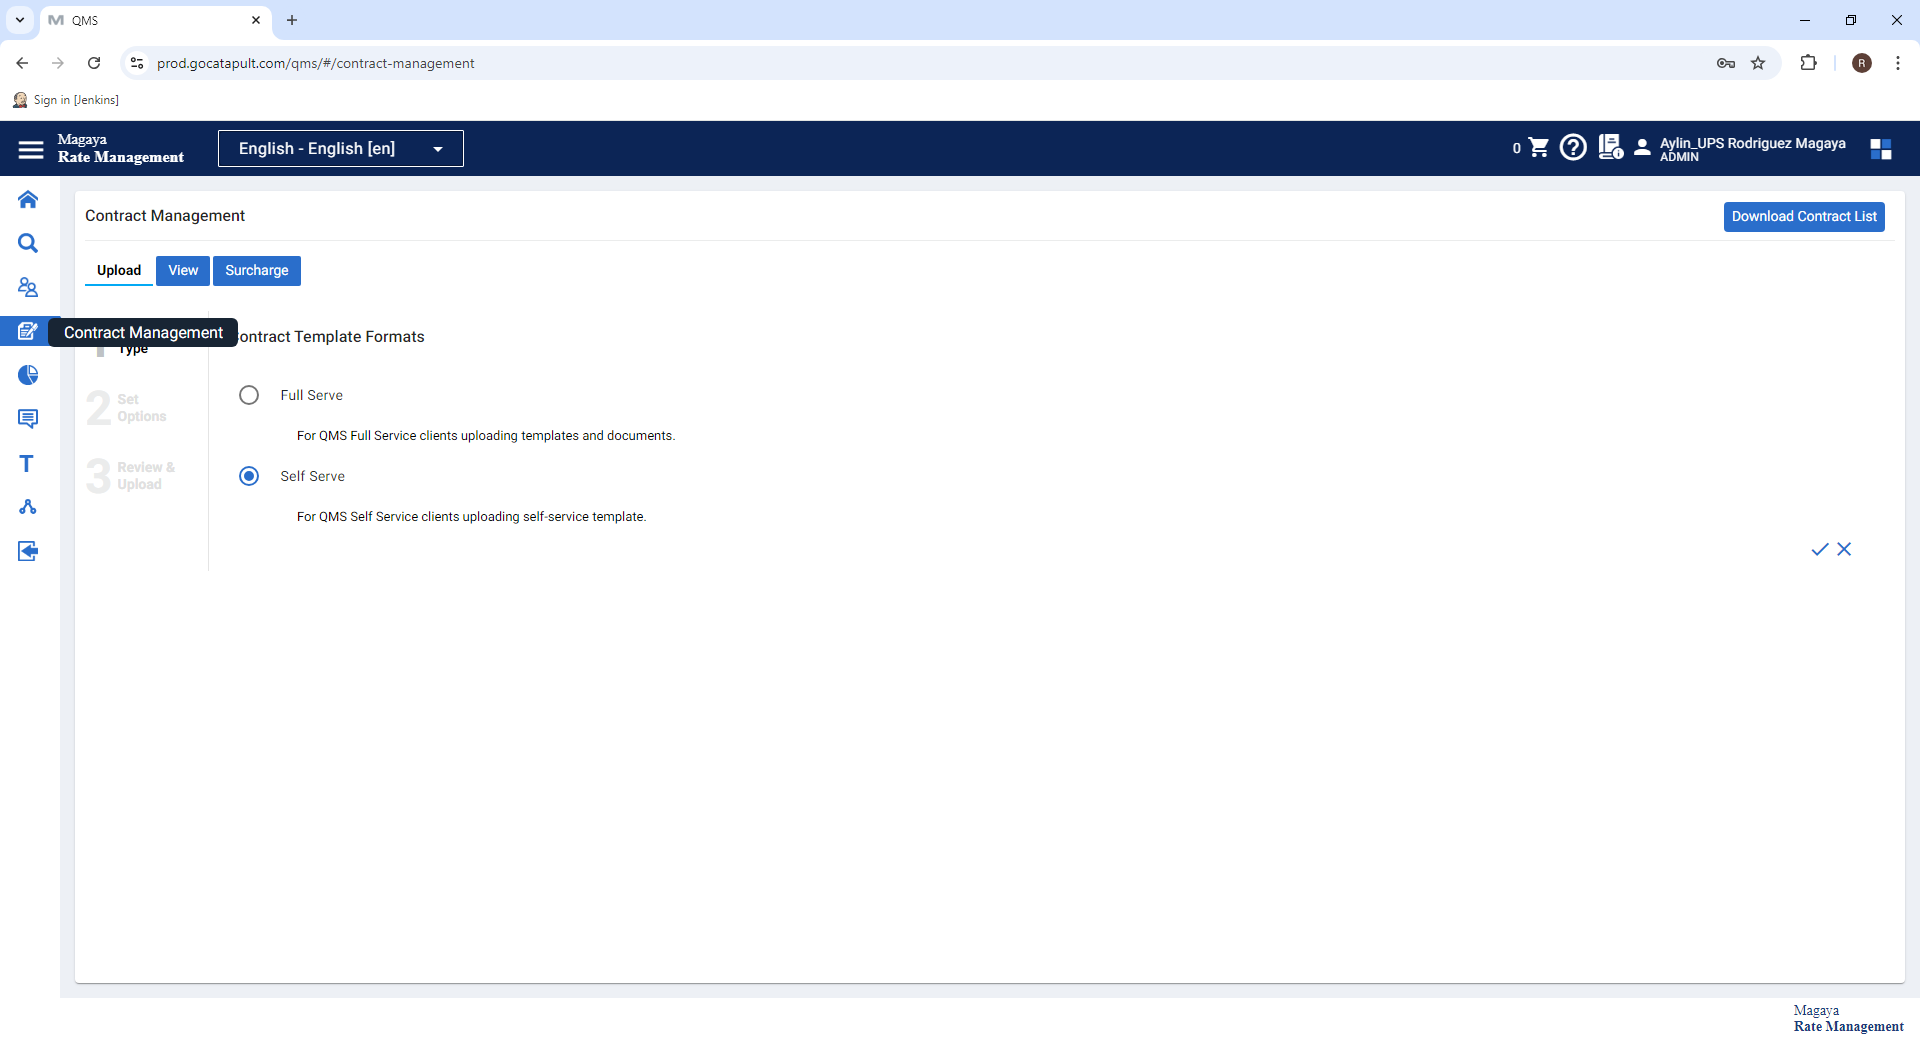 QMS
prod.gocatapult.com/qms/#/contract-management
R
Sign in [Jenkins]
Magaya
Rate Management
English - English [en]
0
Aylin_UPS Rodriguez Magaya
ADMIN
Contract Management
Download Contract List
Upload
View
Surcharge
Contract Management
Type
ontract Template Formats
Full Serve
For QMS Full Service clients uploading templates and documents.
2 Set
Options
Self Serve
For QMS Self Service clients uploading self-service template.
3 Review &
Upload
Magaya
Rate Management